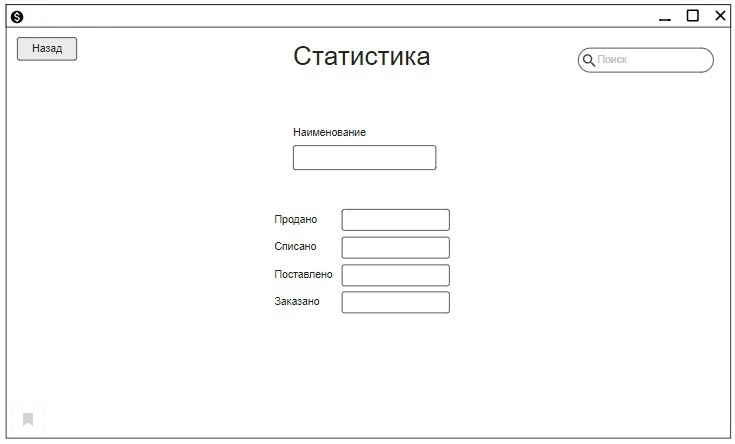 Назад
Статистика
Поиск
Наименование
Продано
Списано
Поставлено
Заказано